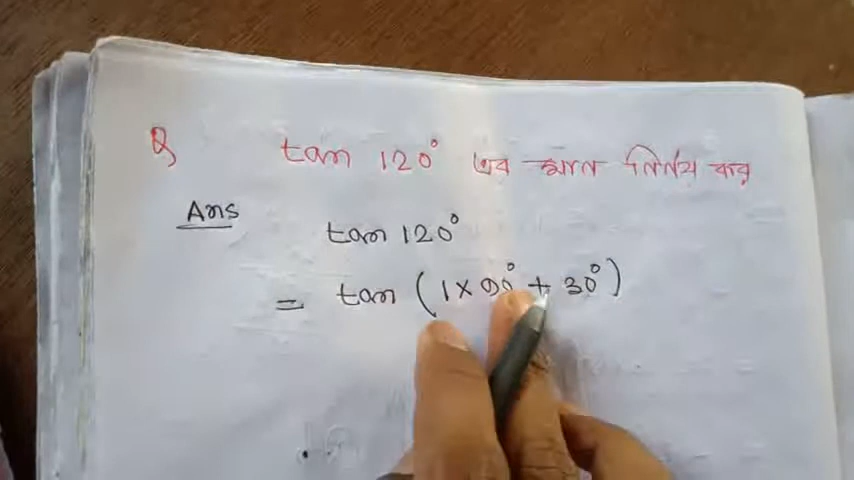 Q tan 120° এর মান নির্ণয় কর
Ans tan 120°
= tan (1 × 90° + 30°)